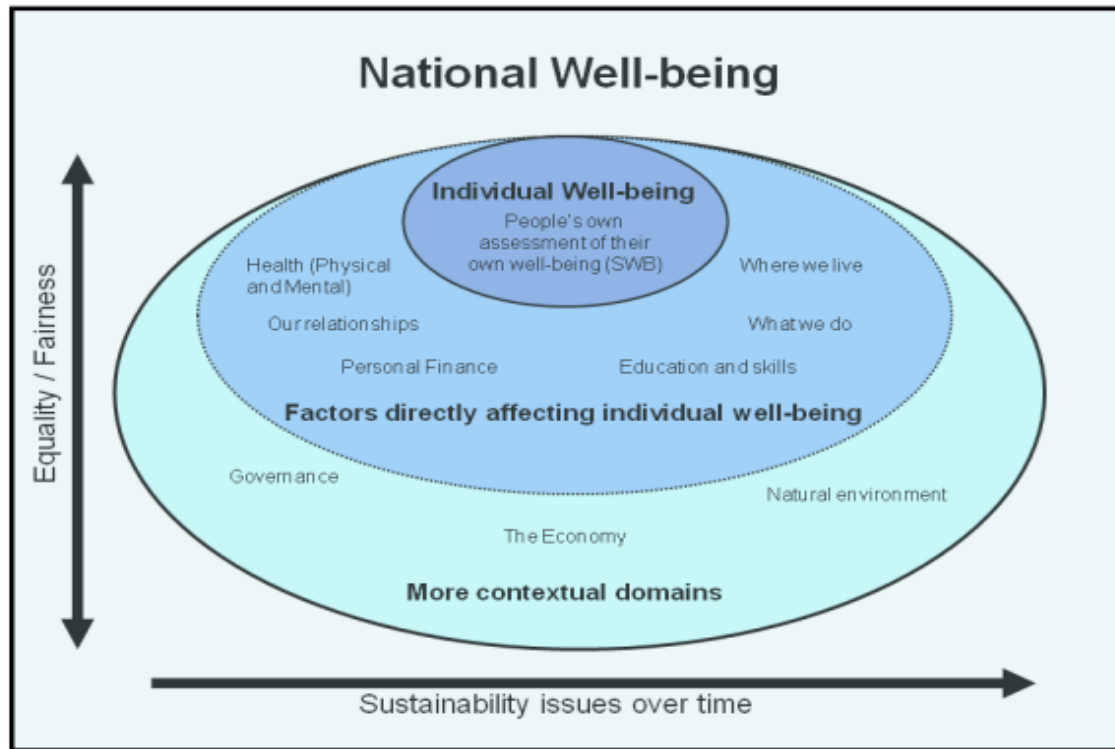 National Well-being
Equality / Fairness
Individual Well-being
People's own
assessment of their
own well-being (SWB)
Health (Physical
and Mental)
Where we live
Our relationships
What we do
Personal Finance
Education and skills
Factors directly affecting individual well-being
Governance
Natural environment
The Economy
More contextual domains
Sustainability issues over time